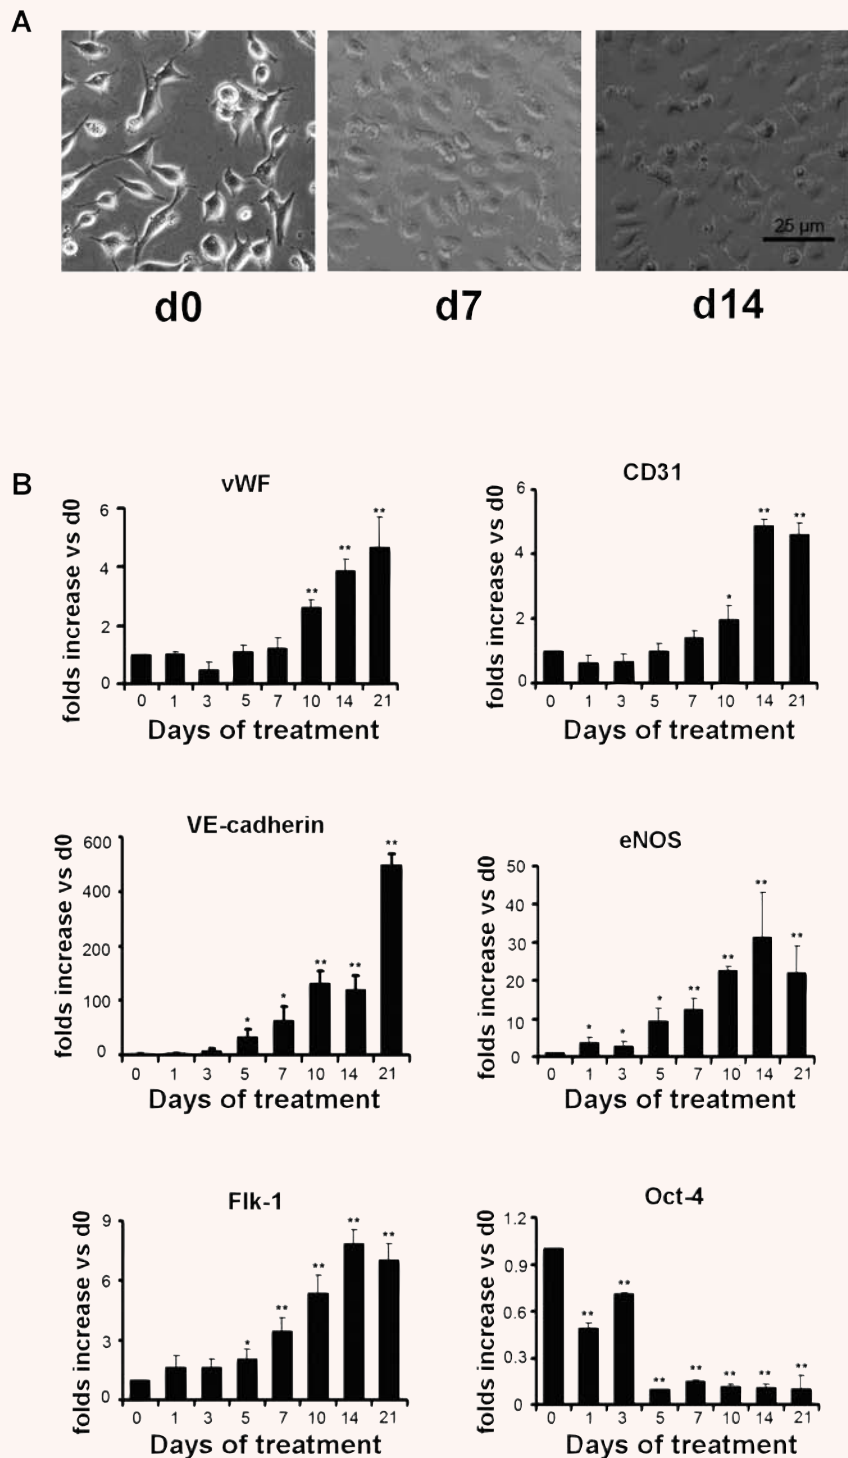 A
25 µm
d0 d7 d14
B
vWF
folds increase vs d0
6
4
2
0
0 1 3 5 7 10 14 21
** ** **
Days of treatment
CD31
folds increase vs d0
6
4
2
0
0 1 3 5 7 10 14 21
* ** **
Days of treatment
VE-cadherin
folds increase vs d0
600
400
200
100
0
0 1 3 5 7 10 14 21
* * ** ** **
Days of treatment
eNOS
folds increase vs d0
50
40
30
20
10
0
0 1 3 5 7 10 14 21
* * * ** ** ** **
Days of treatment
Flk-1
folds increase vs d0
9
6
3
0
0 1 3 5 7 10 14 21
* ** ** ** **
Days of treatment
Oct-4
folds increase vs d0
1.2
0.9
0.6
0.3
0
0 1 3 5 7 10 14 21
** ** ** ** ** ** **
Days of treatment